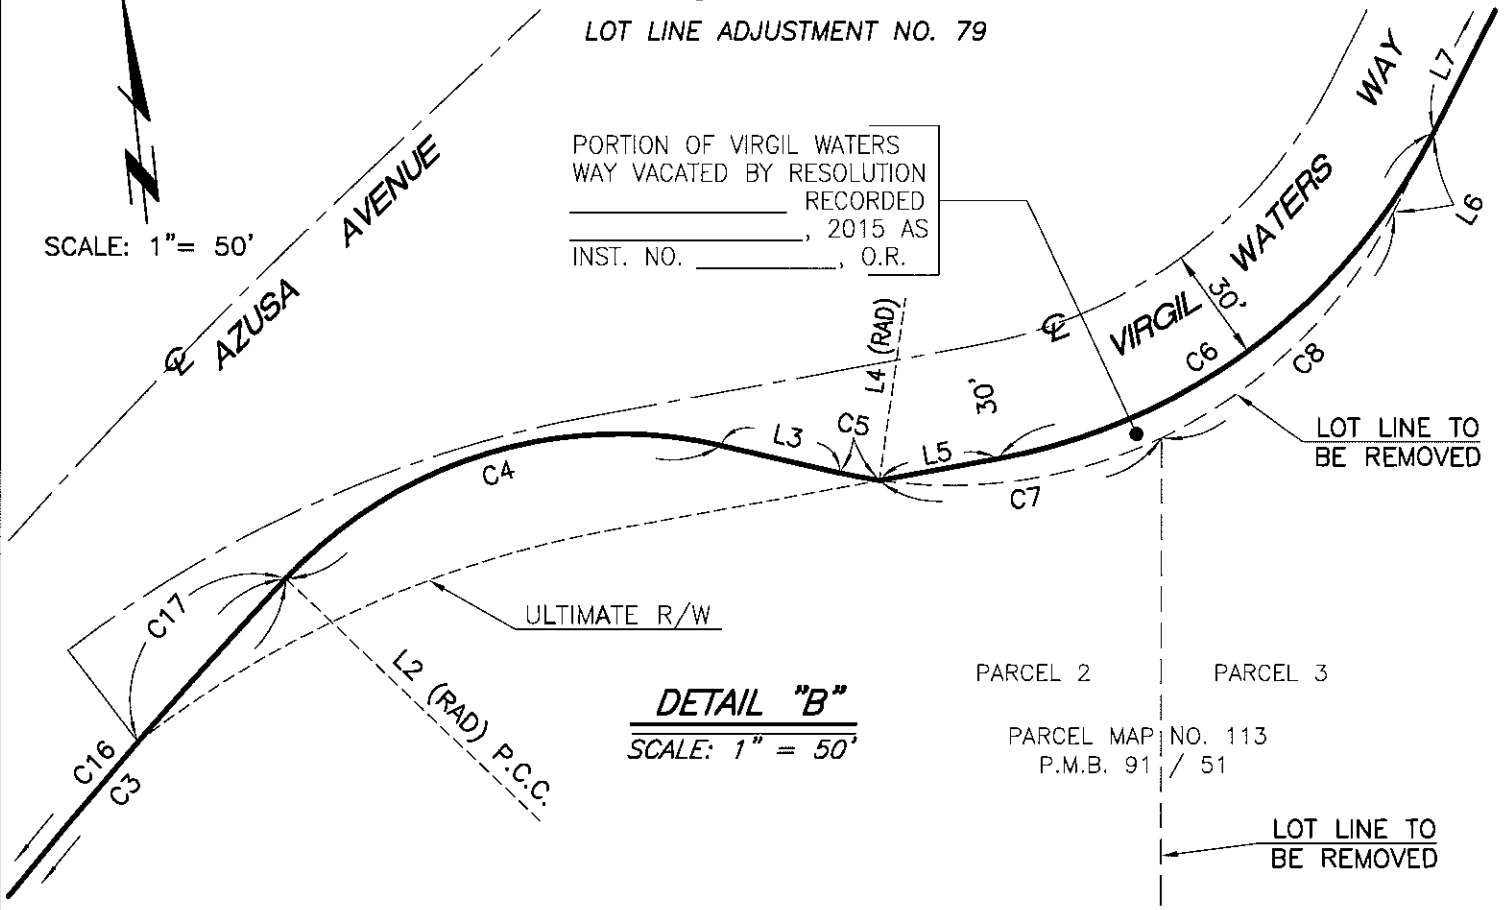 LOT LINE ADJUSTMENT NO. 79
SCALE: 1"= 50'
℄ AZUSA AVENUE
PORTION OF VIRGIL WATERS
WAY VACATED BY RESOLUTION
____________ RECORDED
____________, 2015 AS
INST. NO. ________, O.R.
℄ VIRGIL WATERS WAY
30'
30'
L7
L6
C6
C8
L4 (RAD)
C5
L3
L5
C4
C7
LOT LINE TO
BE REMOVED
C17
ULTIMATE R/W
L2 (RAD) P.C.C.
C16
C3
DETAIL "B"
SCALE: 1" = 50'
PARCEL 2
PARCEL 3
PARCEL MAP NO. 113
P.M.B. 91 / 51
LOT LINE TO
BE REMOVED